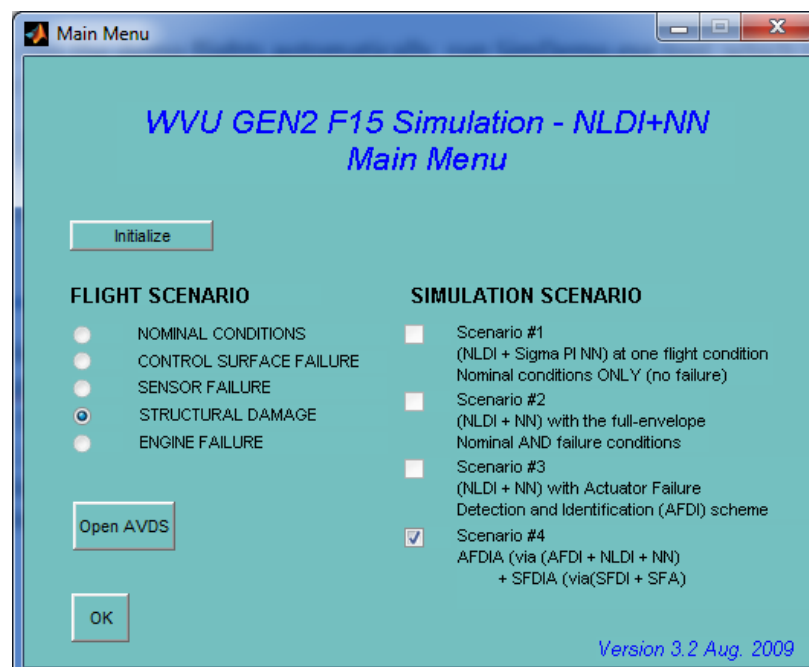 Main Menu
WVU GEN2 F15 Simulation - NLDI+NN
Main Menu
Initialize
FLIGHT SCENARIO
NOMINAL CONDITIONS
CONTROL SURFACE FAILURE
SENSOR FAILURE
STRUCTURAL DAMAGE
ENGINE FAILURE
Open AVDS
OK
SIMULATION SCENARIO
Scenario #1
(NLDI + Sigma PI NN) at one flight condition
Nominal conditions ONLY (no failure)
Scenario #2
(NLDI + NN) with the full-envelope
Nominal AND failure conditions
Scenario #3
(NLDI + NN) with Actuator Failure
Detection and Identification (AFDI) scheme
Scenario #4
AFDIA (via (AFDI + NLDI + NN)
+ SFDIA (via(SFDI + SFA)
Version 3.2 Aug. 2009